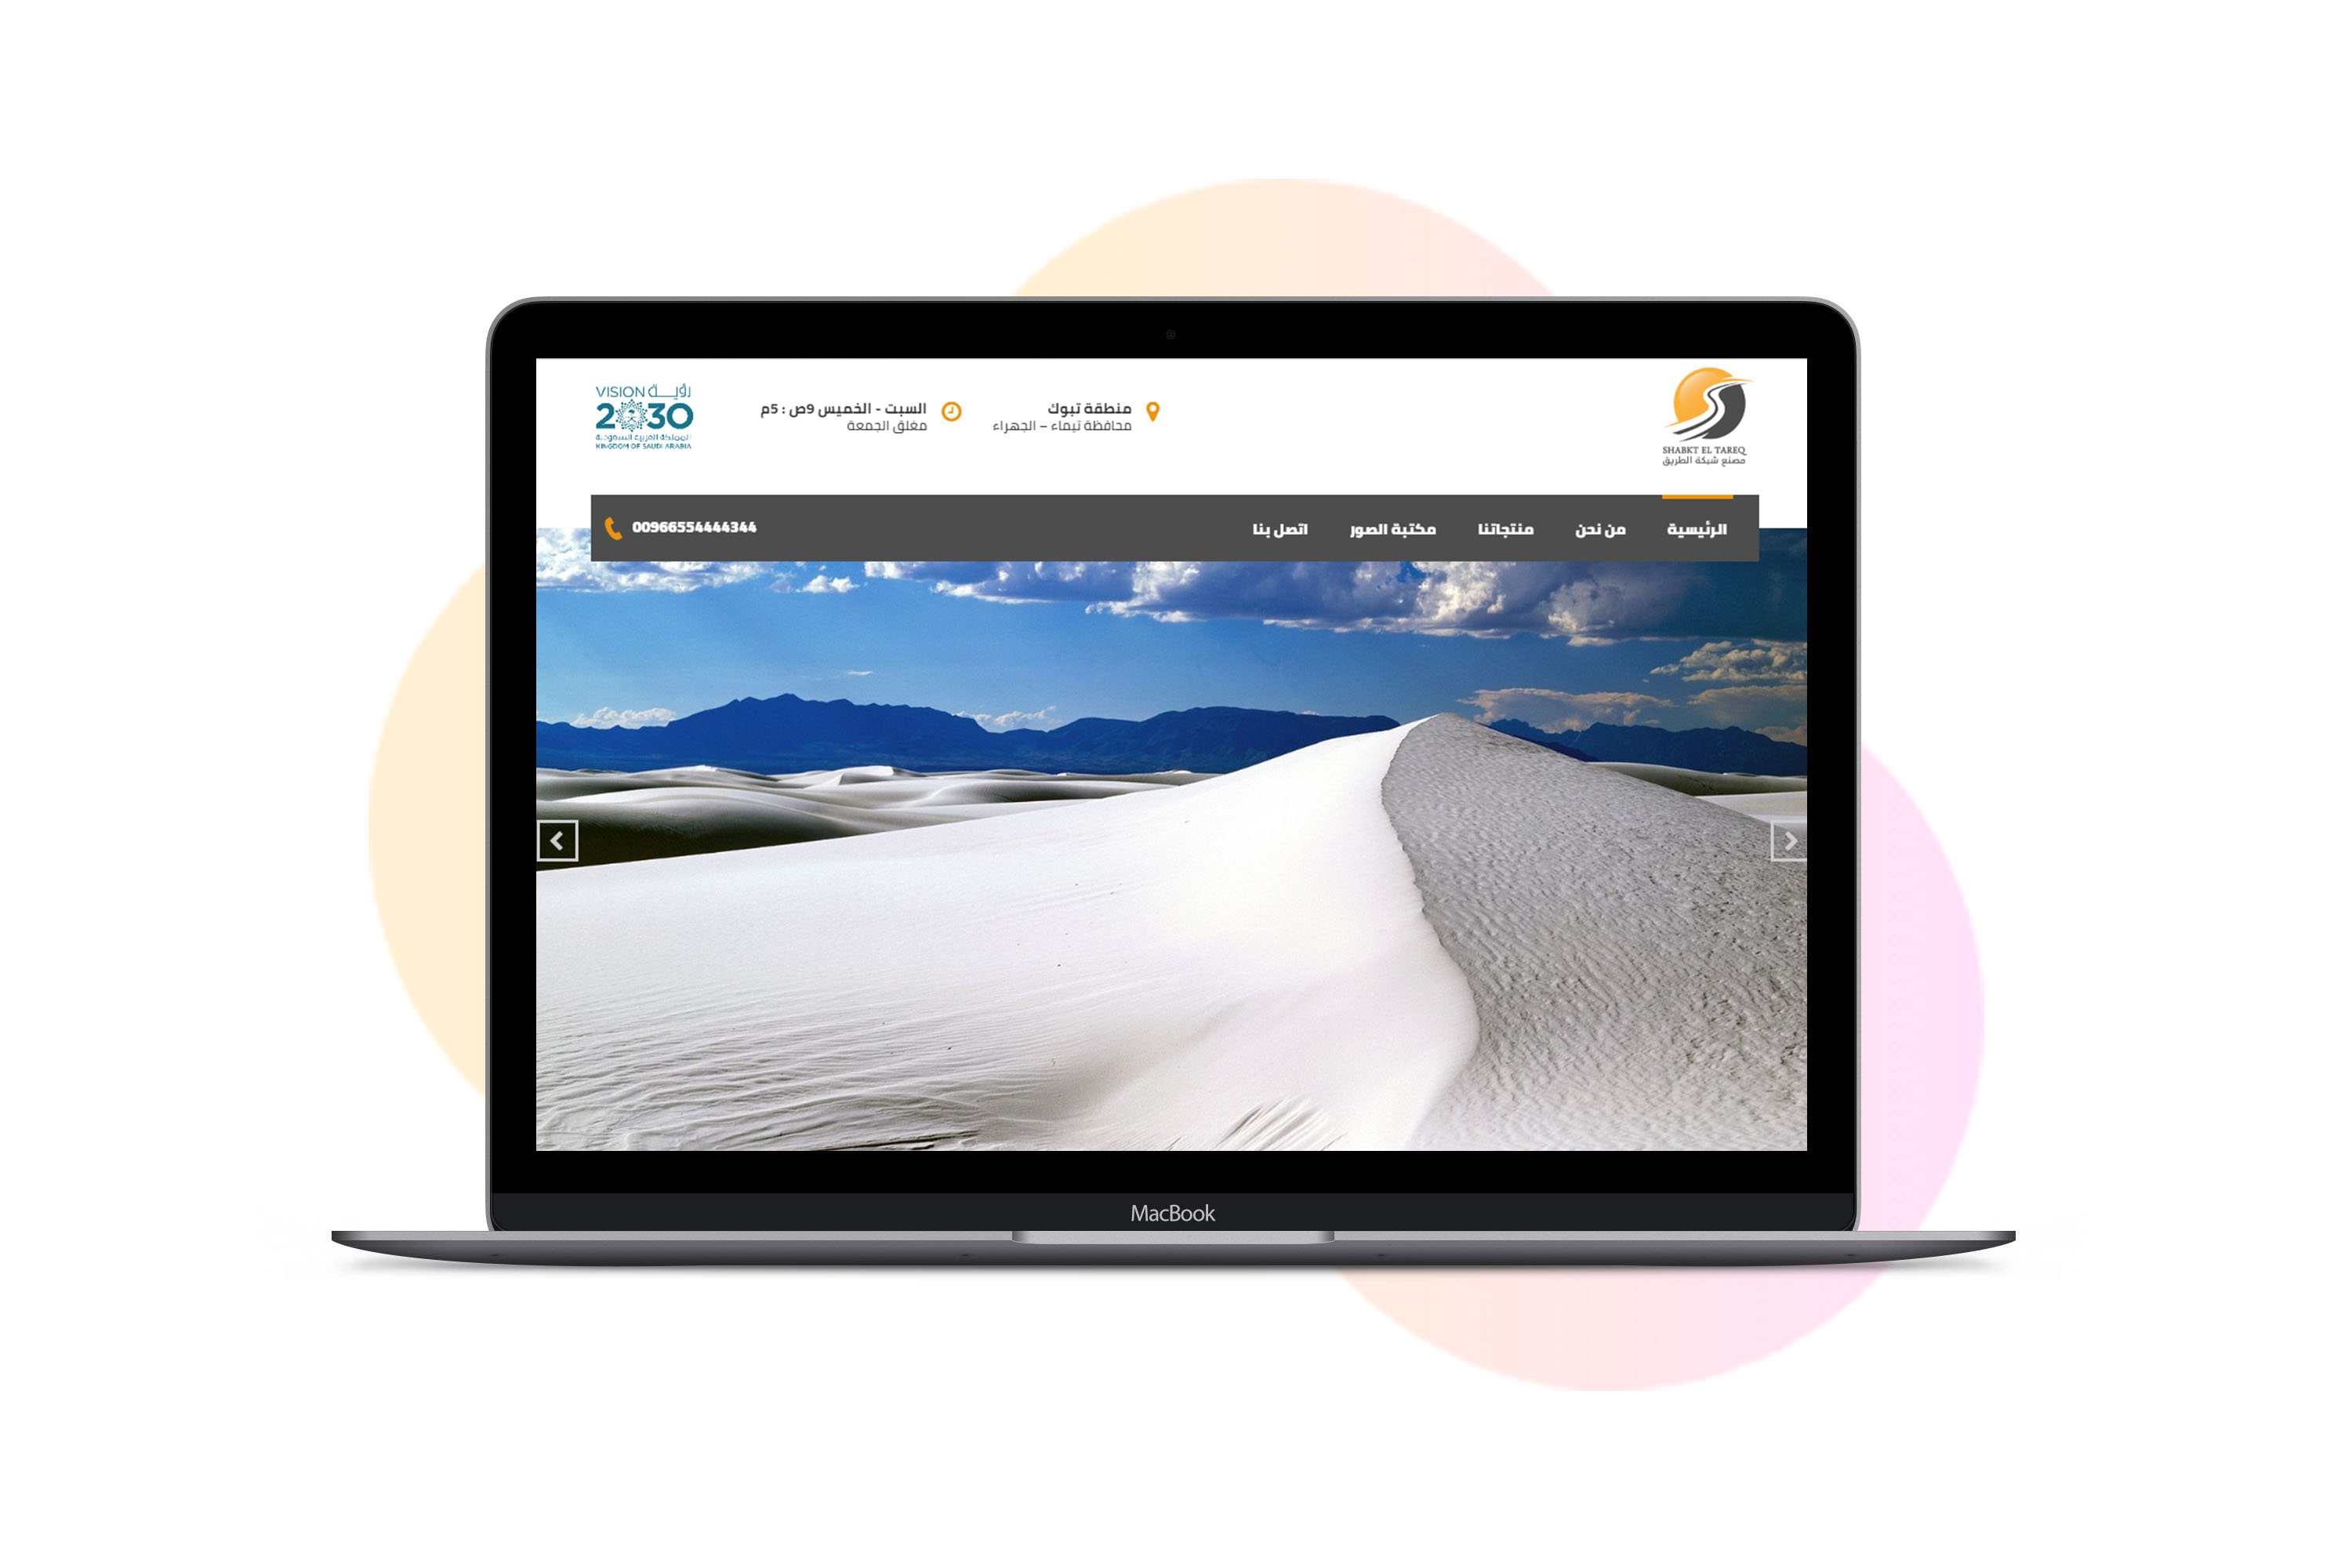 SHABKT EL TAREQ
مصنع شبكة الطريق
منطقة تبوك
محافظة تيماء – الجهراء
السبت - الخميس 9ص : 5م
مغلق الجمعة
VISION رؤيـــة
2030
المملكة العربية السعودية
KINGDOM OF SAUDI ARABIA
الرئيسية
من نحن
منتجاتنا
مكتبة الصور
اتصل بنا
00966554444344
MacBook